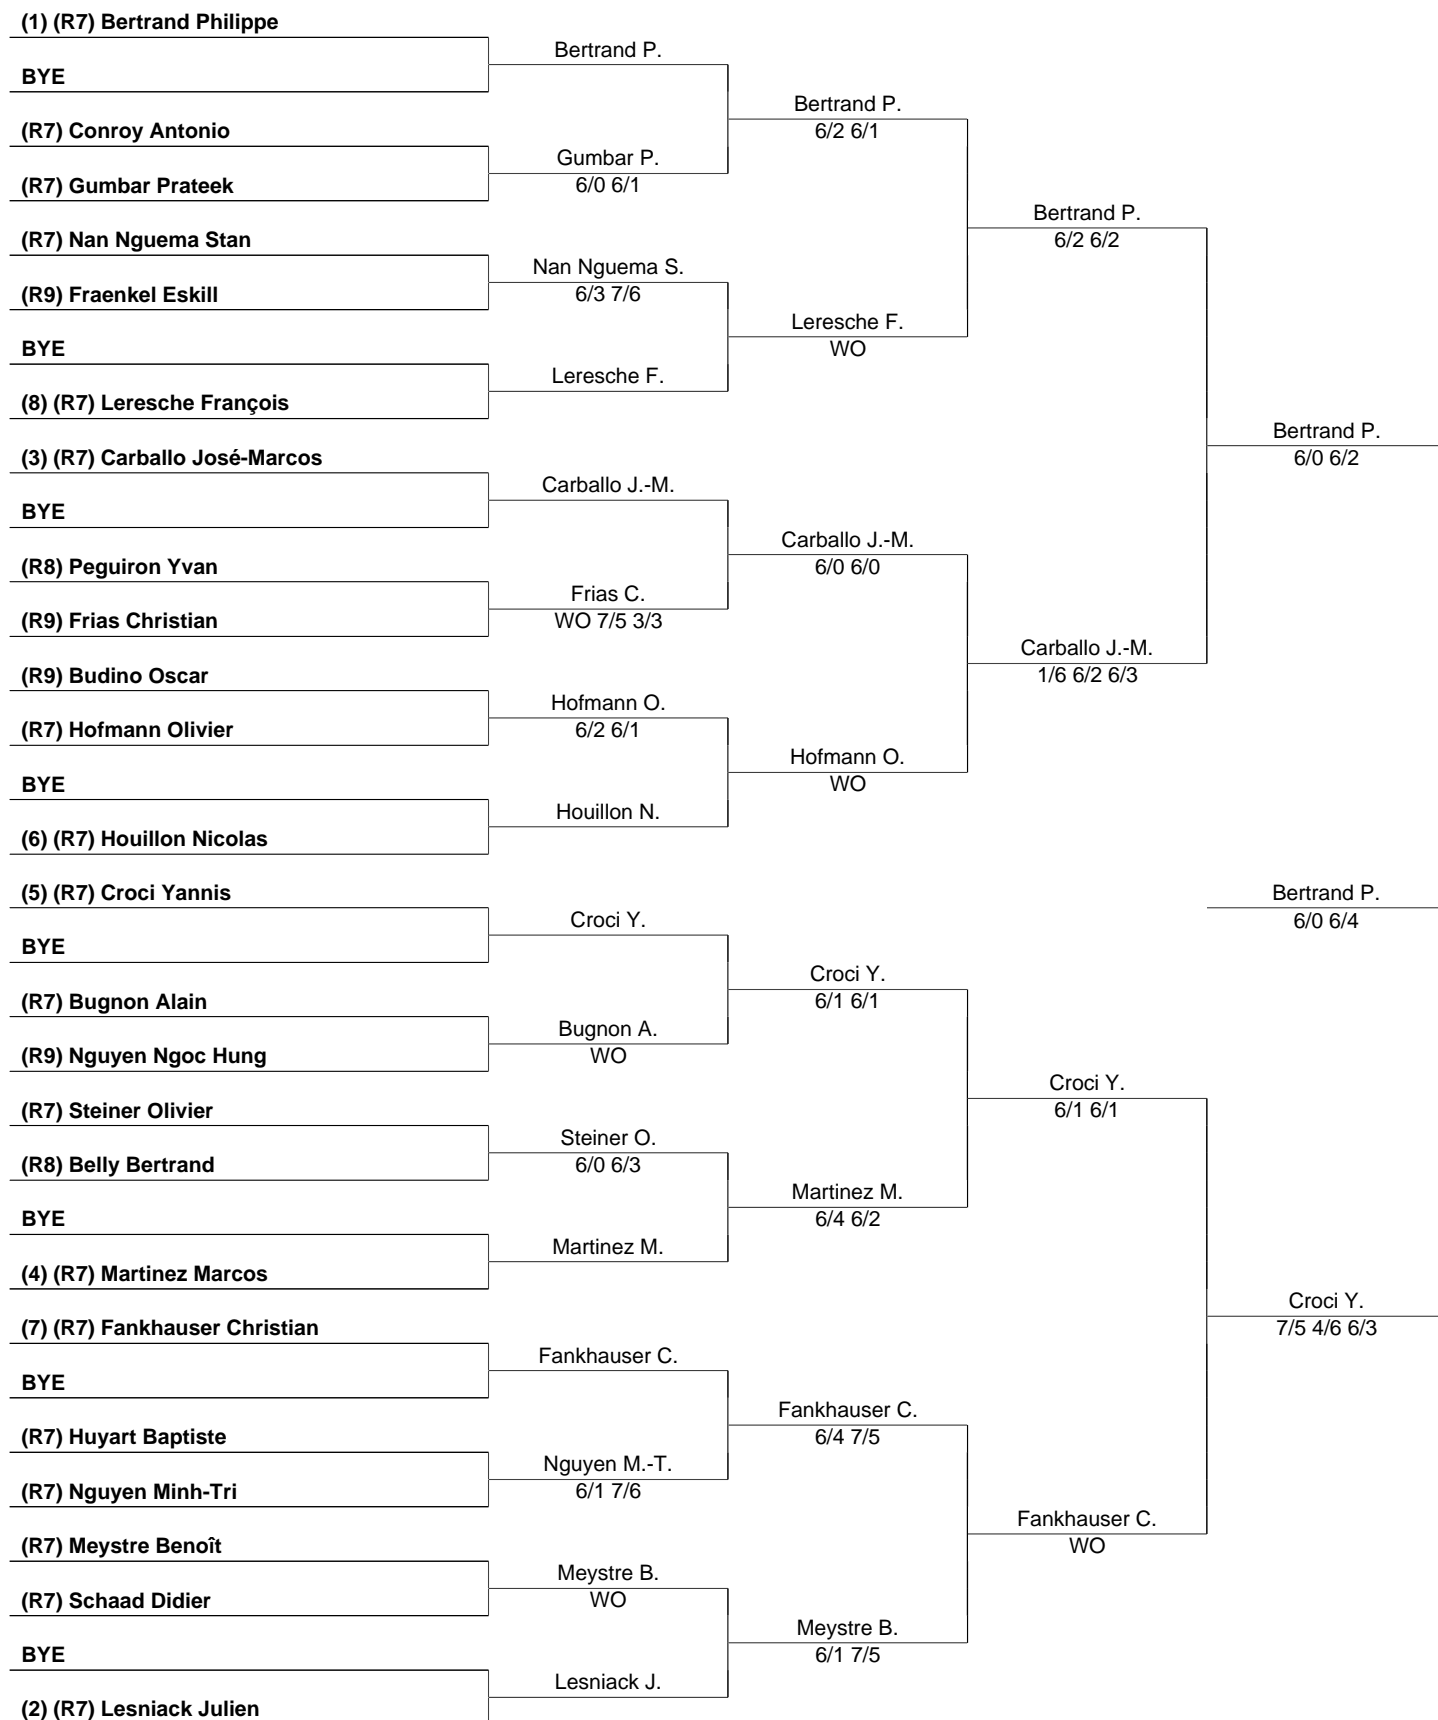 (1) (R7) Bertrand Philippe
Bertrand P.
BYE
Bertrand P.
6/2 6/1
(R7) Conroy Antonio
Gumbar P.
6/0 6/1
(R7) Gumbar Prateek
Bertrand P.
6/2 6/2
(R7) Nan Nguema Stan
Nan Nguema S.
6/3 7/6
(R9) Fraenkel Eskill
Leresche F.
WO
BYE
Leresche F.
(8) (R7) Leresche François
Bertrand P.
6/0 6/2
(3) (R7) Carballo José-Marcos
Carballo J.-M.
BYE
Carballo J.-M.
6/0 6/0
(R8) Peguiron Yvan
Frias C.
WO 7/5 3/3
(R9) Frias Christian
Carballo J.-M.
1/6 6/2 6/3
(R9) Budino Oscar
Hofmann O.
6/2 6/1
(R7) Hofmann Olivier
Hofmann O.
WO
BYE
Houillon N.
(6) (R7) Houillon Nicolas
(5) (R7) Croci Yannis
Bertrand P.
6/0 6/4
Croci Y.
BYE
Croci Y.
6/1 6/1
(R7) Bugnon Alain
Bugnon A.
WO
(R9) Nguyen Ngoc Hung
Croci Y.
6/1 6/1
(R7) Steiner Olivier
Steiner O.
6/0 6/3
(R8) Belly Bertrand
Martinez M.
6/4 6/2
BYE
Martinez M.
(4) (R7) Martinez Marcos
Croci Y.
7/5 4/6 6/3
(7) (R7) Fankhauser Christian
Fankhauser C.
BYE
Fankhauser C.
6/4 7/5
(R7) Huyart Baptiste
Nguyen M.-T.
6/1 7/6
(R7) Nguyen Minh-Tri
Fankhauser C.
WO
(R7) Meystre Benoît
Meystre B.
WO
(R7) Schaad Didier
Meystre B.
6/1 7/5
BYE
Lesniack J.
(2) (R7) Lesniack Julien